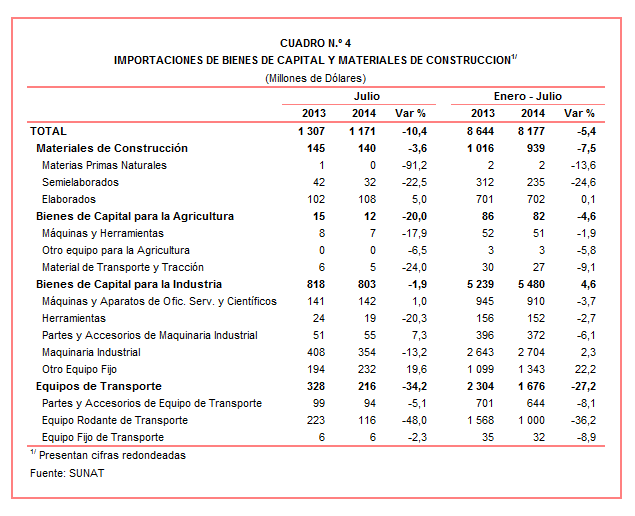 CUADRO N.º 4
IMPORTACIONES DE BIENES DE CAPITAL Y MATERIALES DE CONSTRUCCION1/
(Millones de Dólares)
Julio Enero - Julio
2013 2014 Var % 2013 2014 Var %
TOTAL 1 307 1 171 -10,4 8 644 8 177 -5,4
Materiales de Construcción 145 140 -3,6 1 016 939 -7,5
Materias Primas Naturales 1 0 -91,2 2 2 -13,6
Semielaborados 42 32 -22,5 312 235 -24,6
Elaborados 102 108 5,0 701 702 0,1
Bienes de Capital para la Agricultura 15 12 -20,0 86 82 -4,6
Máquinas y Herramientas 8 7 -17,9 52 51 -1,9
Otro equipo para la Agricultura 0 0 -6,5 3 3 -5,8
Material de Transporte y Tracción 6 5 -24,0 30 27 -9,1
Bienes de Capital para la Industria 818 803 -1,9 5 239 5 480 4,6
Máquinas y Aparatos de Ofic. Serv. y Científicos 141 142 1,0 945 910 -3,7
Herramientas 24 19 -20,3 156 152 -2,7
Partes y Accesorios de Maquinaria Industrial 51 55 7,3 396 372 -6,1
Maquinaria Industrial 408 354 -13,2 2 643 2 704 2,3
Otro Equipo Fijo 194 232 19,6 1 099 1 343 22,2
Equipos de Transporte 328 216 -34,2 2 304 1 676 -27,2
Partes y Accesorios de Equipo de Transporte 99 94 -5,1 701 644 -8,1
Equipo Rodante de Transporte 223 116 -48,0 1 568 1 000 -36,2
Equipo Fijo de Transporte 6 6 -2,3 35 32 -8,9
1/ Presentan cifras redondeadas
Fuente: SUNAT